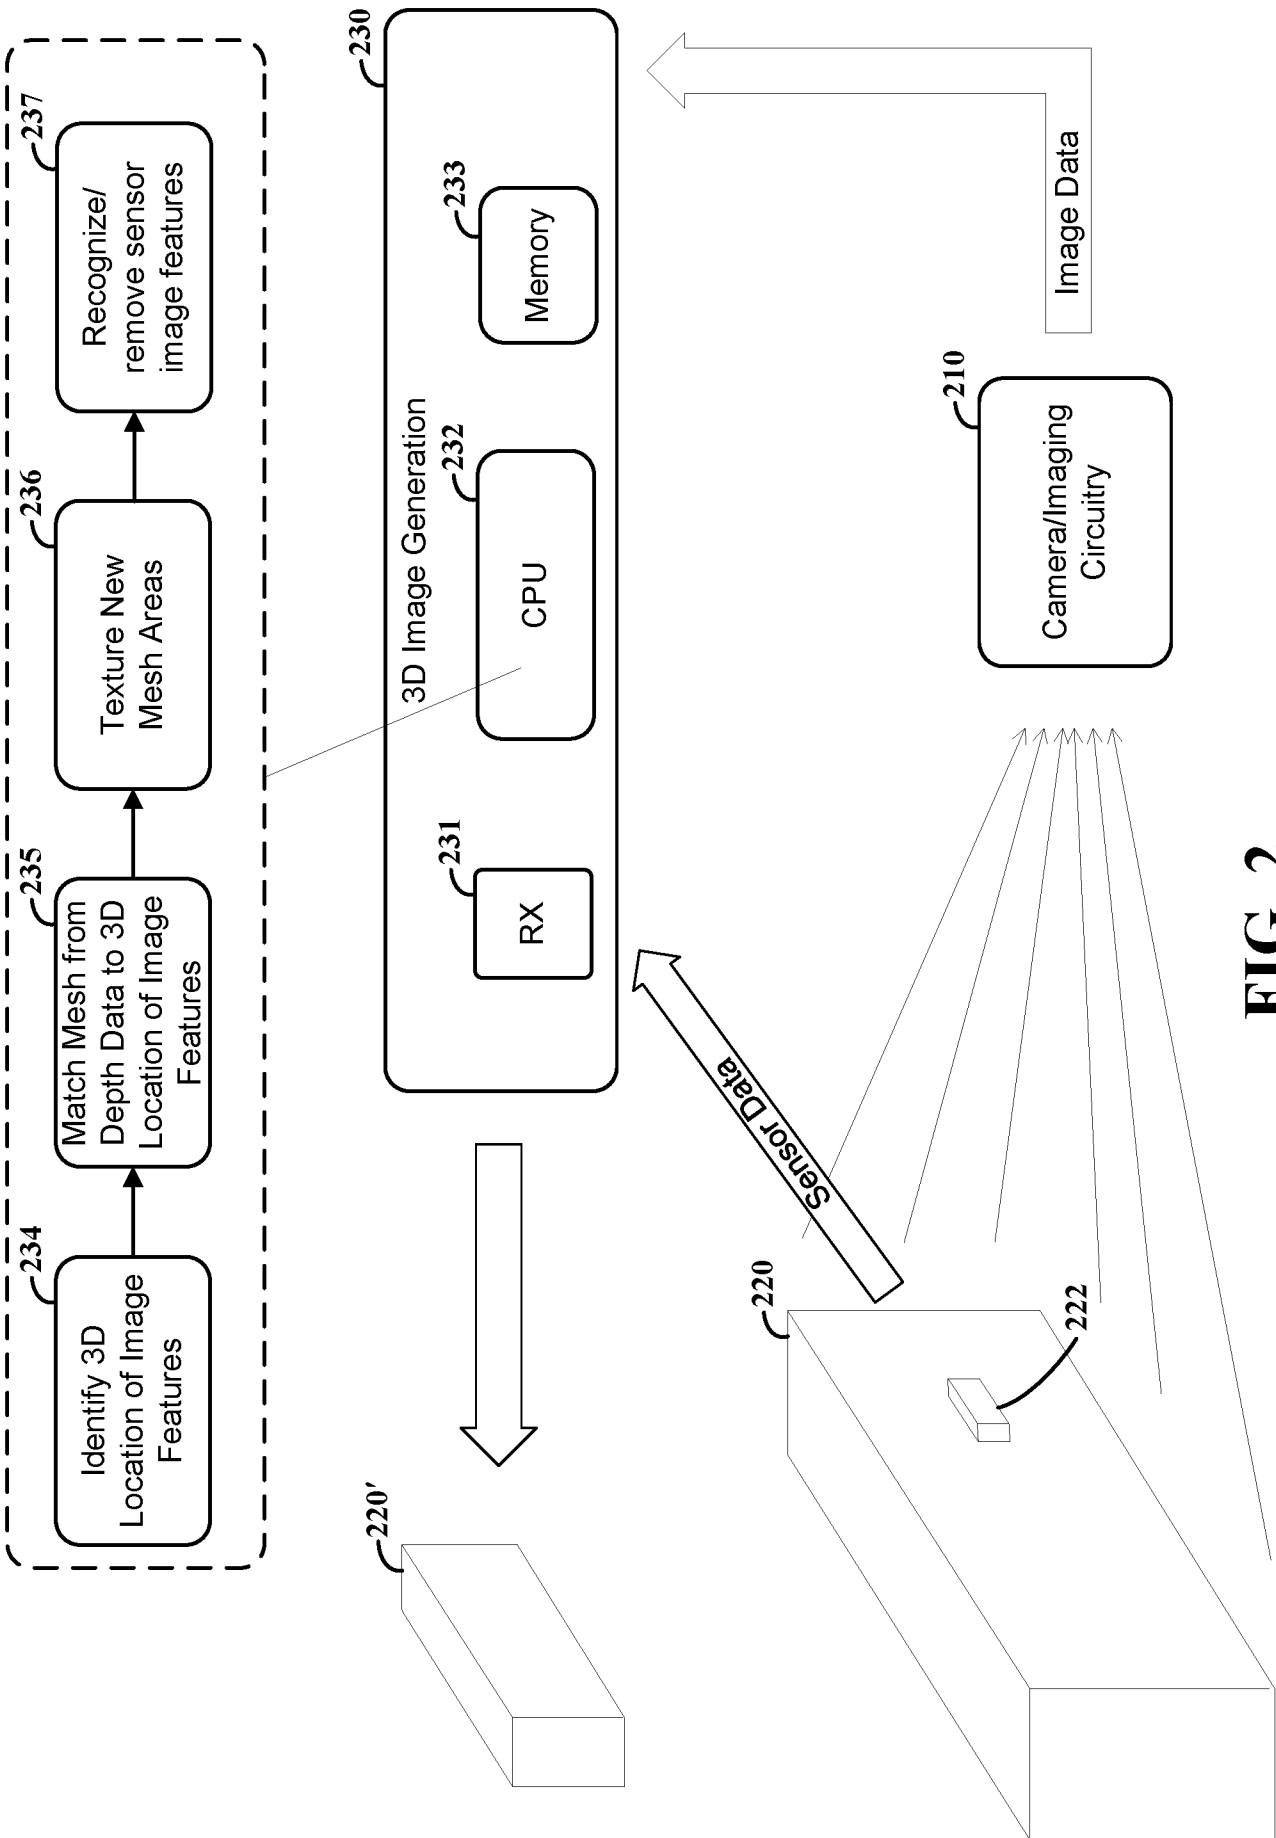 234
Identify 3D
Location of Image
Features
235
Match Mesh from
Depth Data to 3D
Location of Image
Features
236
Texture New
Mesh Areas
237
Recognize/
remove sensor
image features
230
3D Image Generation
231
RX
232
CPU
233
Memory
220'
Sensor Data
220
222
210
Camera/Imaging
Circuitry
Image Data
FIG. 2